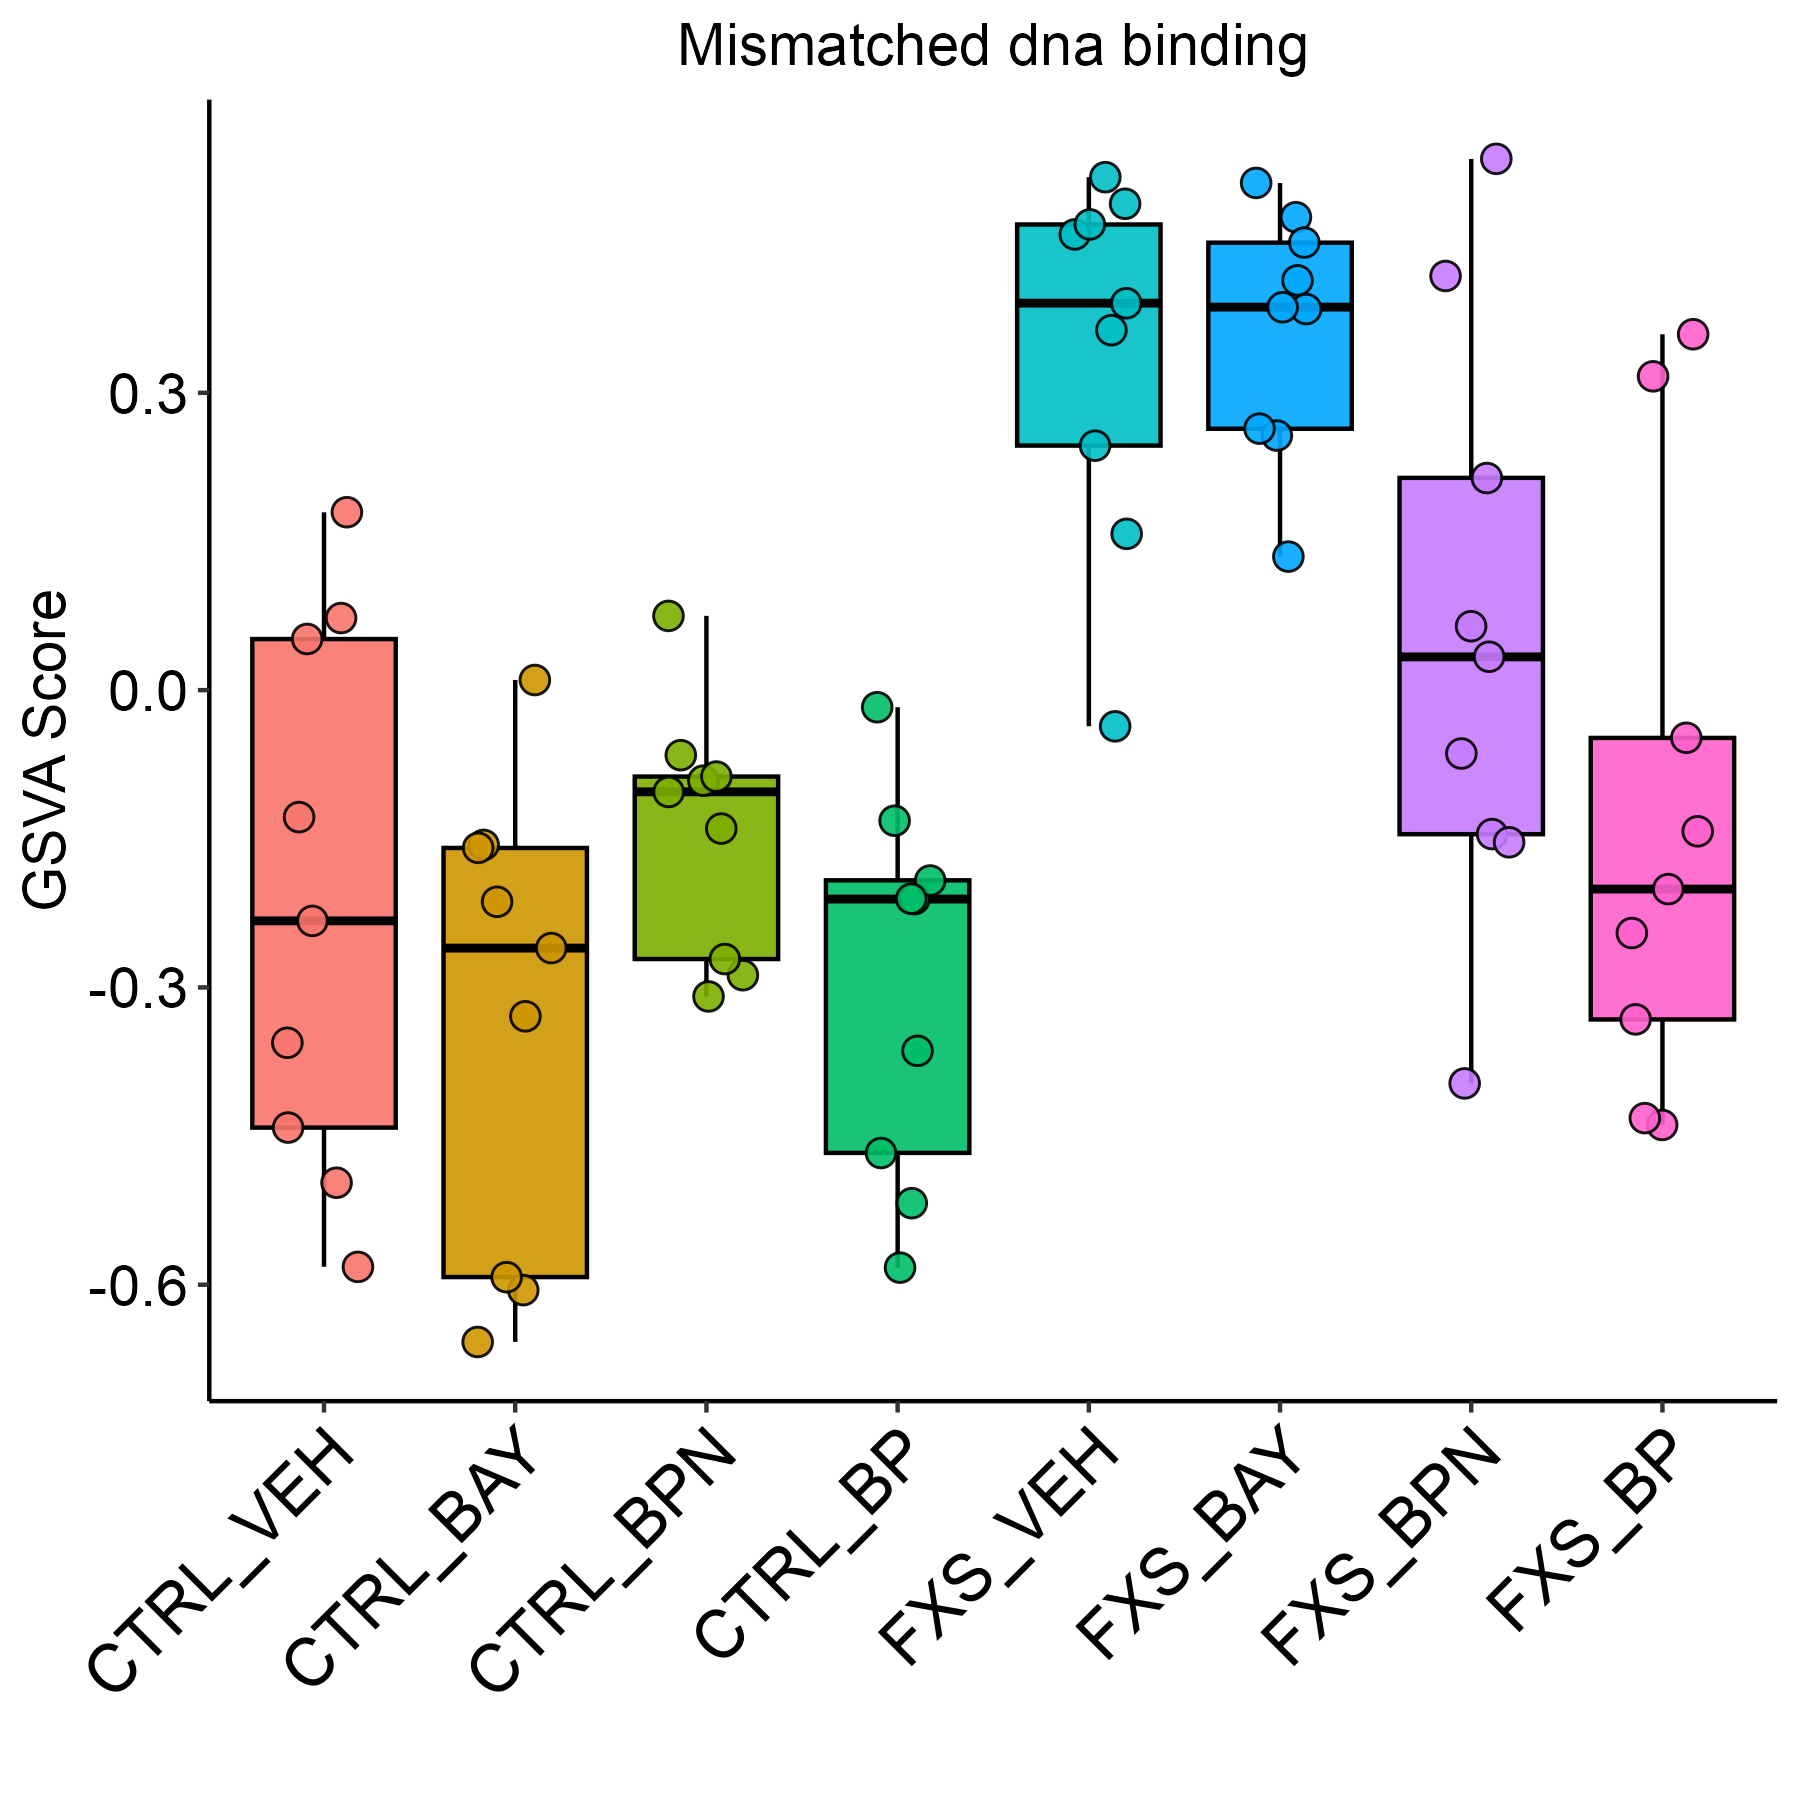 Mismatched dna binding
GSVA Score
0.3
0.0
-0.3
-0.6
CTRL_VEH
CTRL_BAY
CTRL_BPN
CTRL_BP
FXS_VEH
FXS_BAY
FXS_BPN
FXS_BP